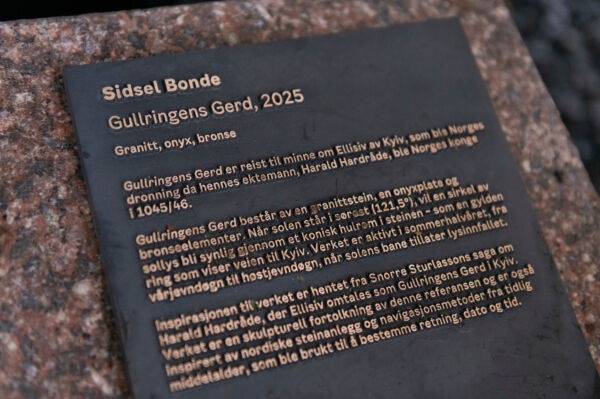 Sidsel Bonde
Gullringens Gerd, 2025
Granitt, onyx, bronse
Gullringens Gerd er reist til minne om Ellisiv av Kyiv, som ble Norges
dronning da hennes ektemann, Harald Hardråde, ble Norges konge
i 1045/46.
Gullringens Gerd består av en granittstein, en onyxplate og
bronseelementer. Når solen står i sørøst (121.5°), vil en sirkel av
sollys bli synlig gjennom et konisk hulrom i steinen – som en gylden
ring som viser veien til Kyiv. Verket er aktivt i sommerhalvåret, fra
vårjevndøgn til høstjevndøgn, når solens bane tillater lysinnfallet.
Inspirasjonen til verket er hentet fra Snorre Sturlassons saga om
Harald Hardråde, der Ellisiv omtales som Gullringens Gerd i Kyiv.
Verket er en skulpturell fortolkning av denne referansen og er også
inspirert av nordiske steinanlegg og navigasjonsmetoder fra tidlig
middelalder, som ble brukt til å bestemme retning, dato og tid.